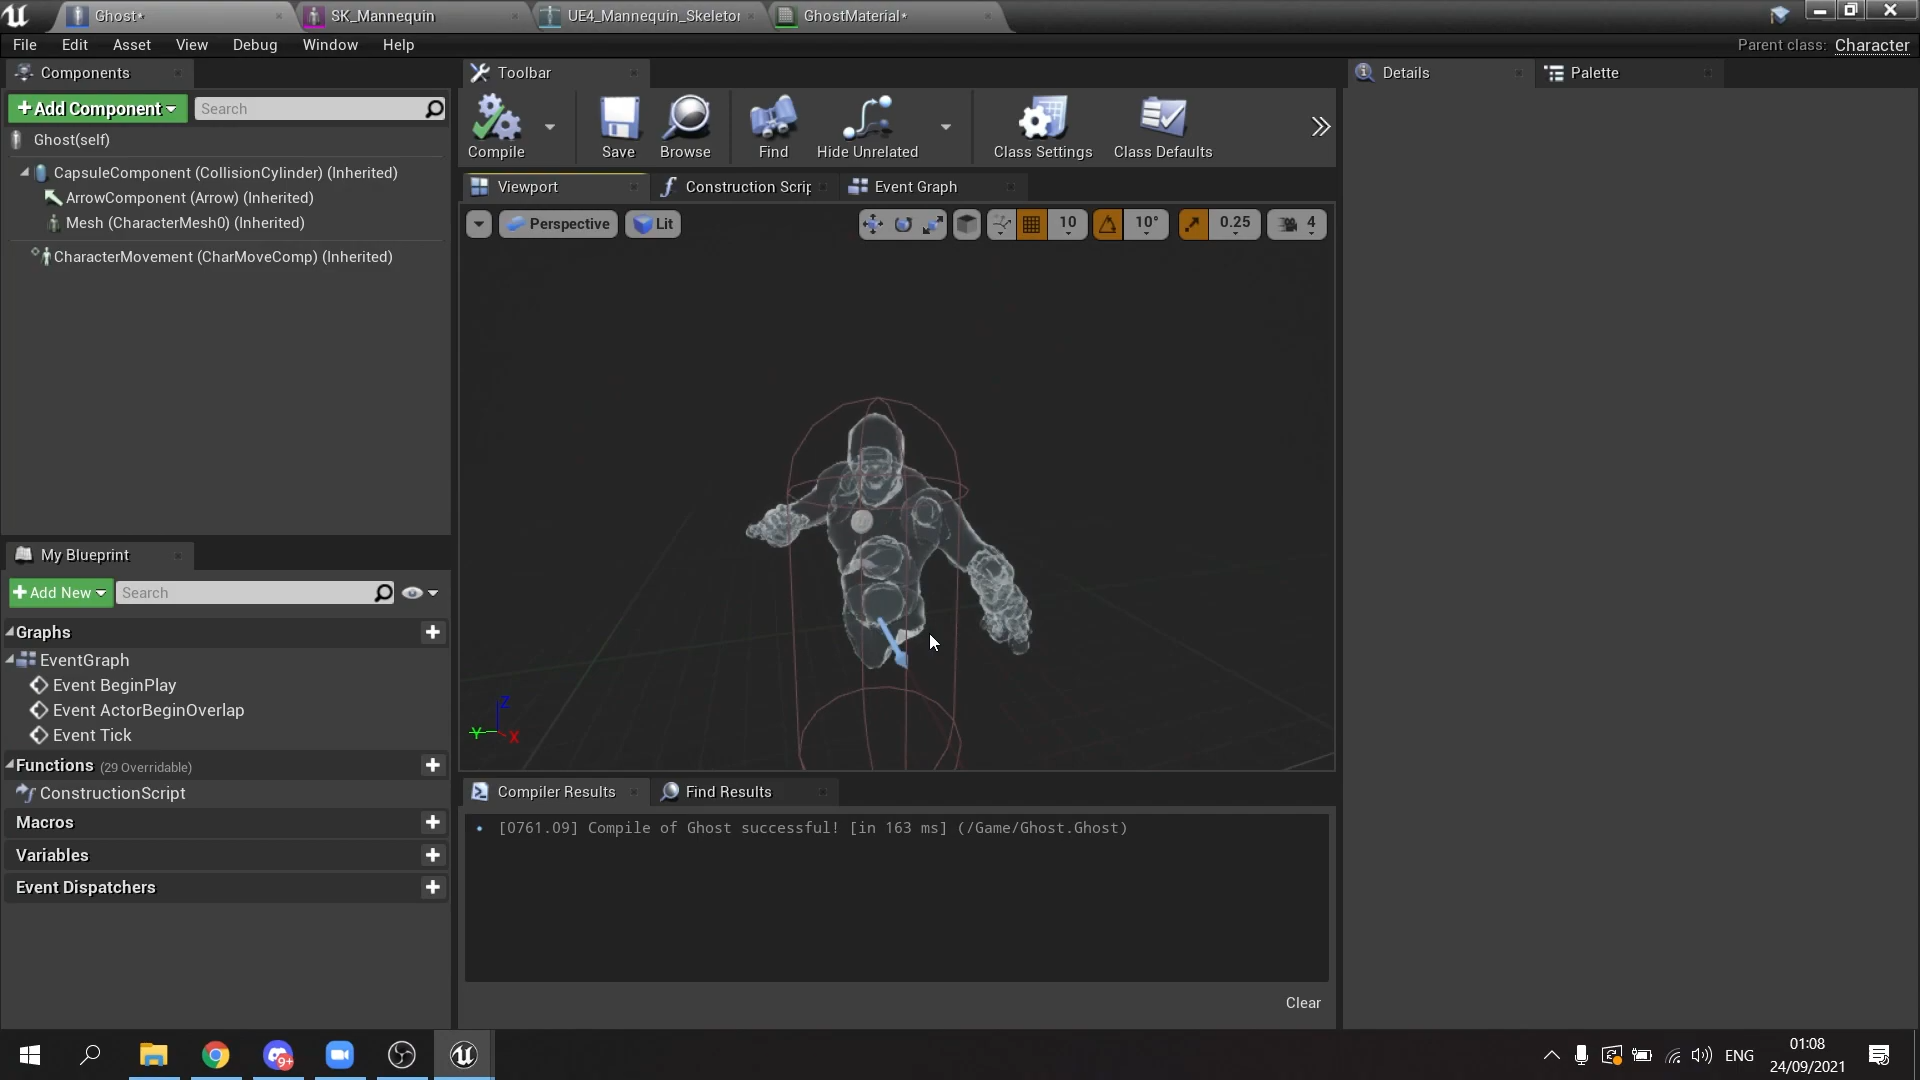 Ghost*
SK_Mannequin
UE4_Mannequin_Skeleton
GhostMaterial*
File Edit Asset View Debug Window Help
Parent class: Character
Components
Toolbar
Details
Palette
+Add Component
Search
Compile
Save
Browse
Find
Hide Unrelated
Class Settings
Class Defaults
Ghost(self)
CapsuleComponent (CollisionCylinder) (Inherited)
ArrowComponent (Arrow) (Inherited)
Mesh (CharacterMesh0) (Inherited)
CharacterMovement (CharMoveComp) (Inherited)
Viewport
Construction Scrip
Event Graph
Perspective
Lit
10
10°
0.25
4
Z
Y
X
My Blueprint
+Add New
Search
Graphs
EventGraph
Event BeginPlay
Event ActorBeginOverlap
Event Tick
Functions (29 Overridable)
ConstructionScript
Macros
Variables
Event Dispatchers
Compiler Results
Find Results
[0761.09] Compile of Ghost successful! [in 163 ms] (/Game/Ghost.Ghost)
Clear
9+
ENG
01:08
24/09/2021